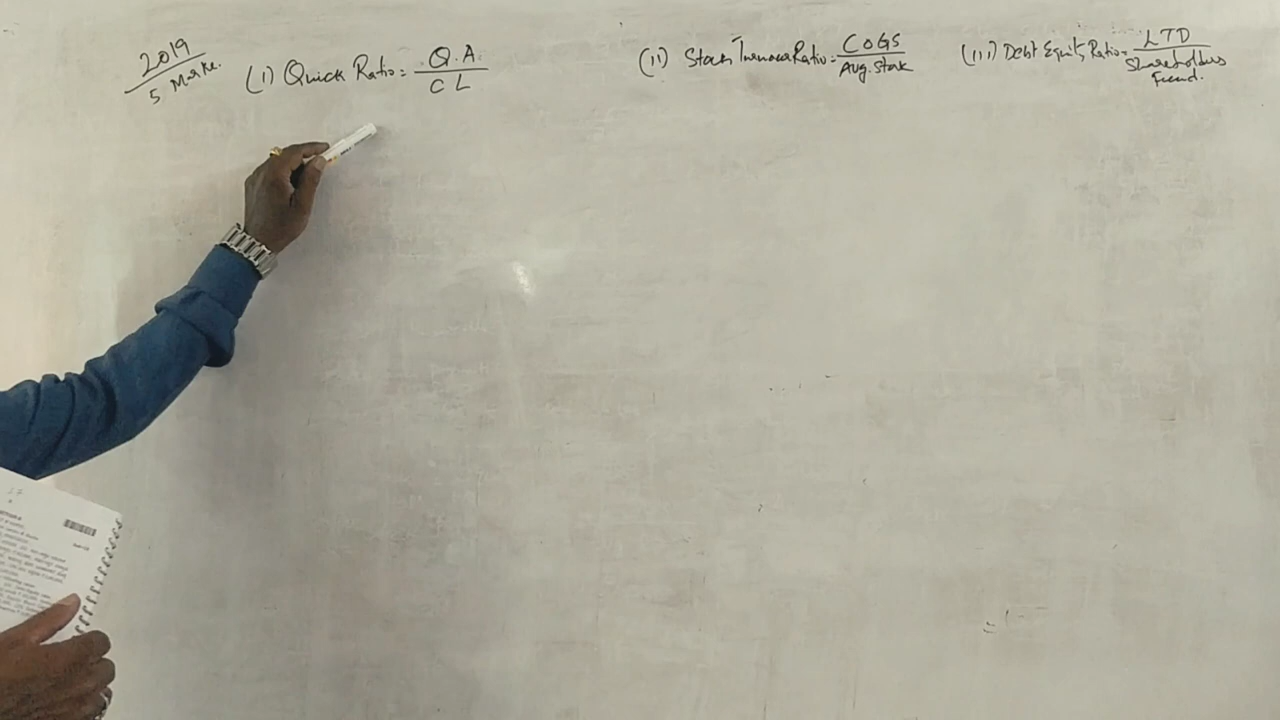 2019
5 Marks.
(i) Quick Ratio = Q.A.
C L
(ii) Stock Turnover Ratio = COGS
Avg. Stock
(iii) Debt Equity Ratio = LTD
Shareholders
Fund.